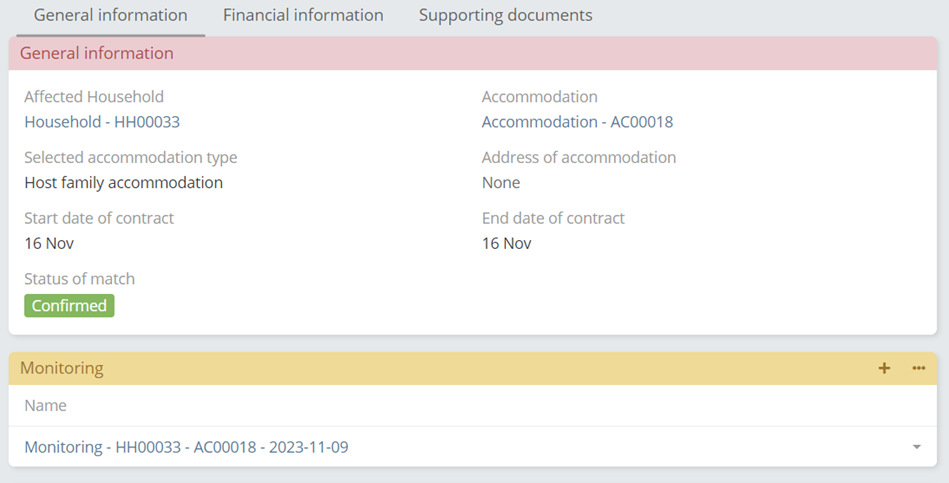 General information Financial information Supporting documents
General information
Affected Household Accommodation
Household - HH00033 Accommodation - AC00018
Selected accommodation type Address of accommodation
Host family accommodation None
Start date of contract End date of contract
16 Nov 16 Nov
Status of match
Confirmed
Monitoring
Name
Monitoring - HH00033 - AC00018 - 2023-11-09